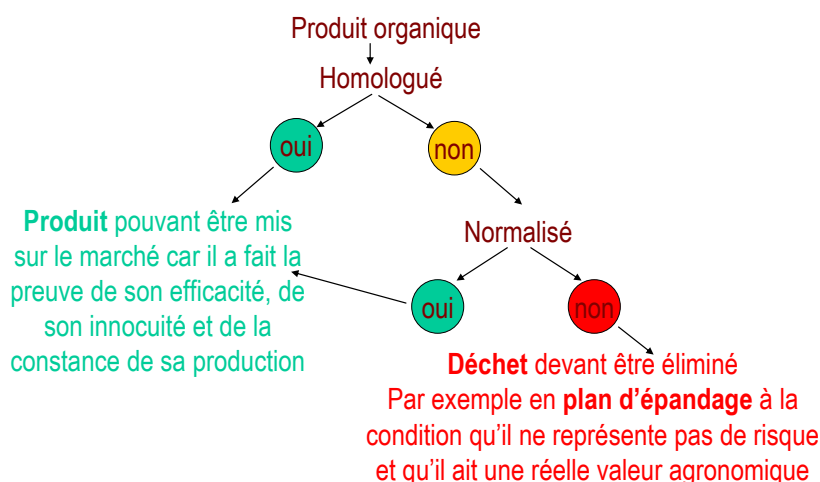 Produit organique
Homologué
oui
non
Produit pouvant être mis
sur le marché car il a fait la
preuve de son efficacité, de
son innocuité et de la
constance de sa production
Normalisé
oui
non
Déchet devant être éliminé
Par exemple en plan d'épandage à la
condition qu'il ne représente pas de risque
et qu'il ait une réelle valeur agronomique